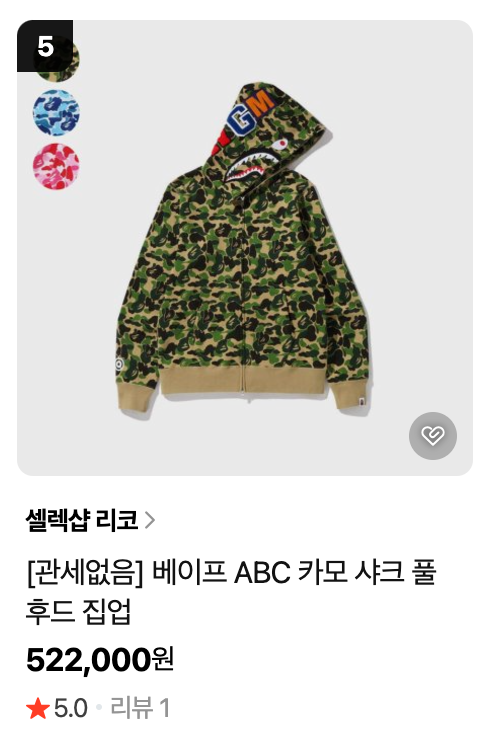 5
WGM
셀렉샵 리코
[관세없음] 베이프 ABC 카모 샤크 풀
후드 집업
522,000원
5.0 • 리뷰 1